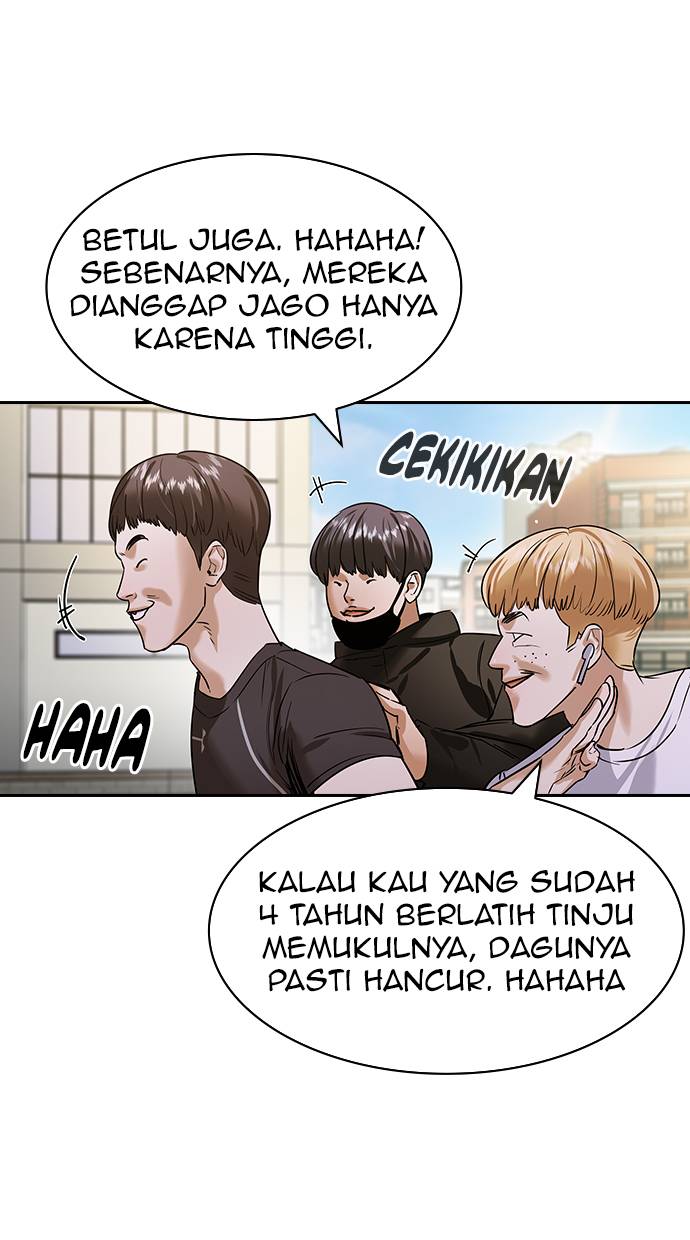 BETUL JUGA. HAHAHA!
SEBENARNYA, MEREKA
DIANGGAP JAGO HANYA
KARENA TINGGI.
CEKIKIKAN
HAHA
KALAU KAU YANG SUDAH
4 TAHUN BERLATIH TINJU
MEMUKULNYA, DAGUNYA
PASTI HANCUR. HAHAHA